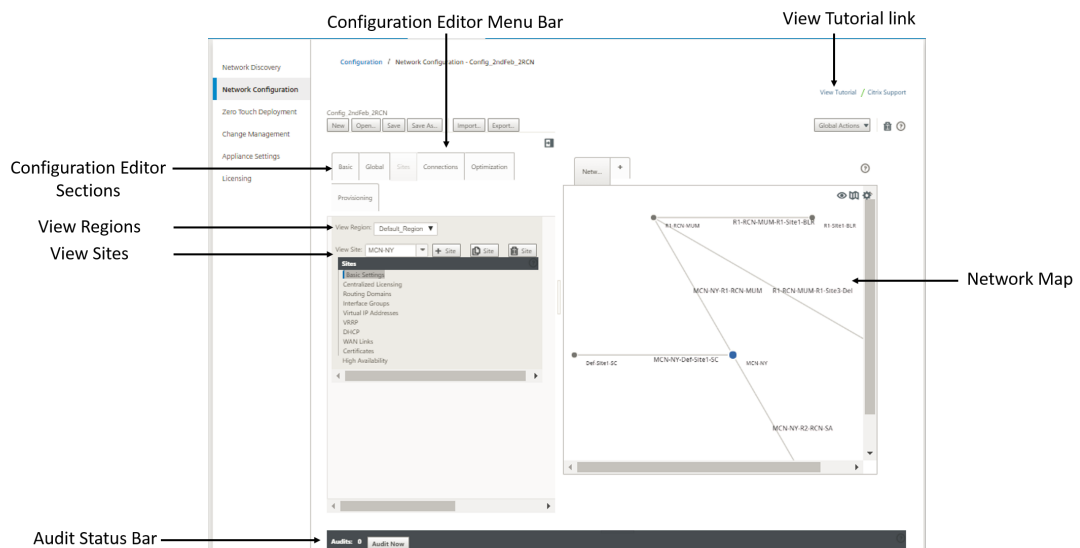 Configuration Editor Menu Bar
View Tutorial link
Network Discovery
Network Configuration
Zero Touch Deployment
Change Management
Appliance Settings
Licensing
Configuration / Network Configuration - Config_2ndFeb_2RCN
View Tutorial / Citrix Support
Config_2ndFeb_2RCN
New Open... Save Save As... Import... Export...
Global Actions
Configuration Editor
Sections
Basic Global Sites Connections Optimization
Provisioning
Netw... +
View Regions
View Region: Default_Region
View Sites
View Site: MCN-NY + Site Site Site
Sites
Basic Settings
Centralized Licensing
Routing Domains
Interface Groups
Virtual IP Addresses
VRRP
DHCP
WAN Links
Certificates
High Availability
R1-RCN-MUM
R1-RCN-MUM-R1-Site1-BLR
R1-Site1-BLR
MCN-NY-R1-RCN-MUM
R1-RCN-MUM-R1-Site3-Del
Def-Site1-SC
MCN-NY-Def-Site1-SC
MCN-NY
MCN-NY-R2-RCN-SA
Network Map
Audit Status Bar
Audits: 0 Audit Now